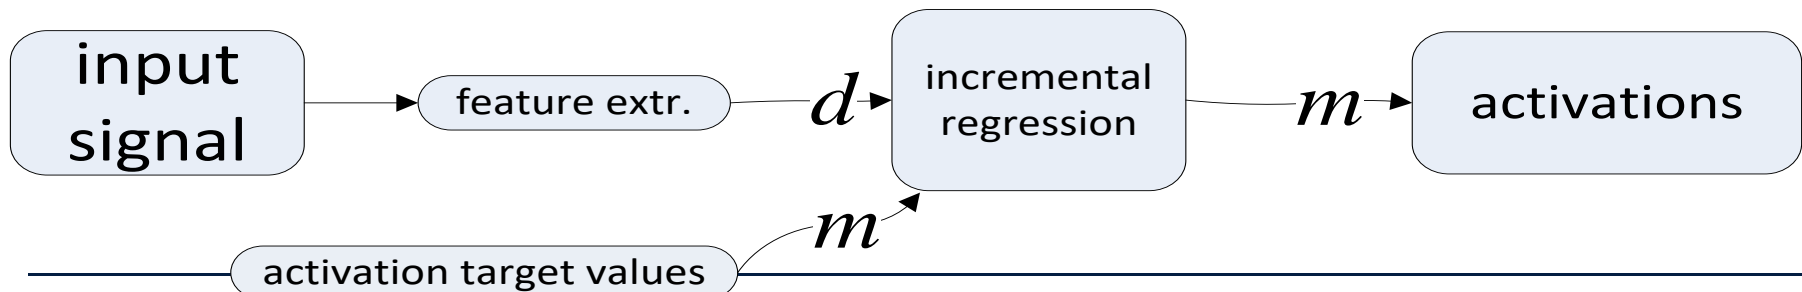 input
signal
feature extr.
d
incremental
regression
m
activations
m
activation target values